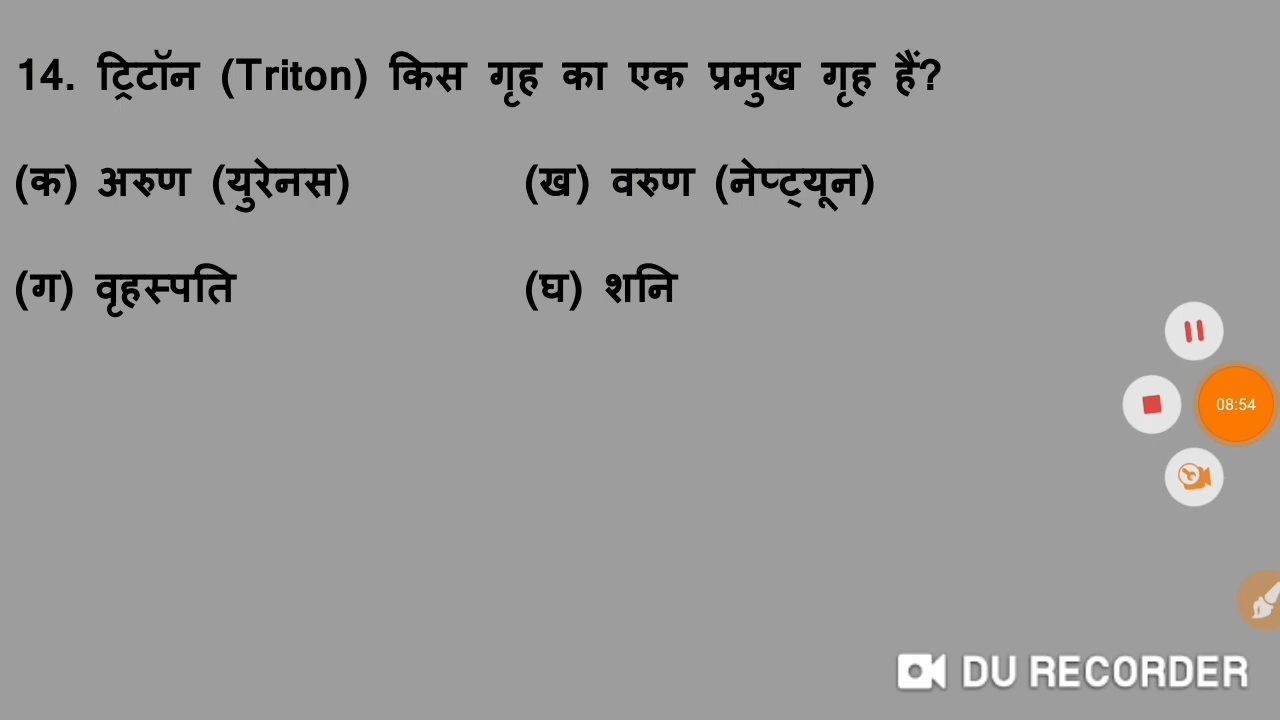 14. ट्रिटॉन (Triton) किस गृह का एक प्रमुख गृह हैं?
(क) अरुण (युरेनस) (ख) वरुण (नेप्ट्यून)
(ग) वृहस्पति (घ) शनि
08:54
DU RECORDER